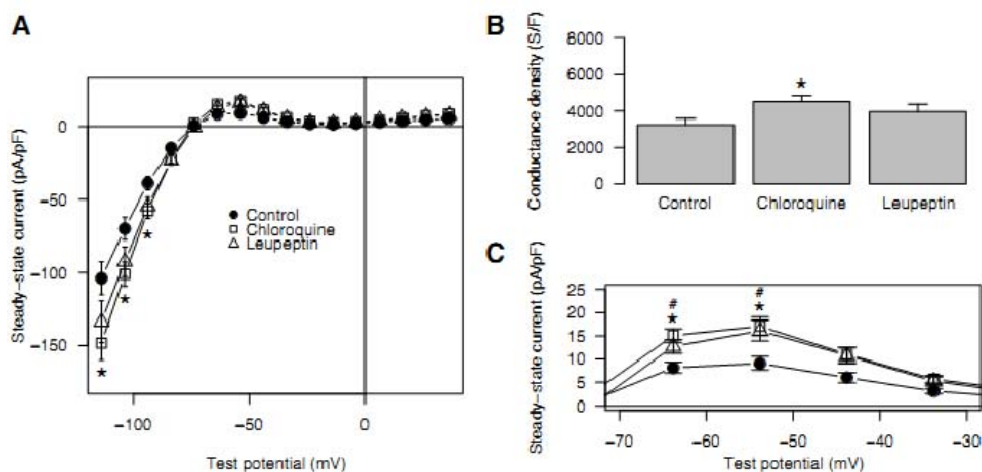 A
Steady-state current (pA/pF)
0
-50
-100
-150
-100
-50
0
Test potential (mV)
Control
Chloroquine
Leupeptin
★
★
★
B
Conductance density (S/F)
8000
6000
4000
2000
0
★
Control
Chloroquine
Leupeptin
C
Steady-state current (pA/pF)
25
20
15
10
5
0
# #
★ ★
-70
-60
-50
-40
-30
Test potential (mV)